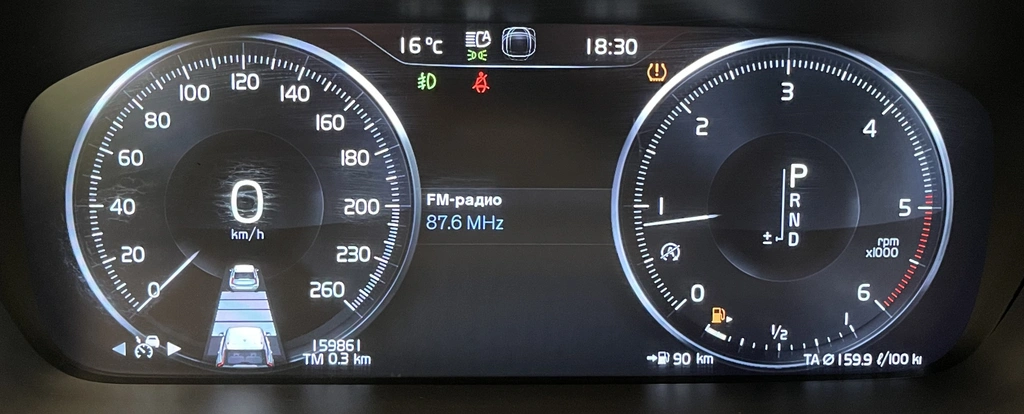 16°C
18:30
0
20
40
60
80
100
120
140
160
180
200
230
260
0
km/h
159861
TM 0.3 km
FM-радио
87.6 MHz
0
1
2
3
4
5
6
P
R
N
±D
rpm
x1000
A
1/2
1
90 km
TA Ø 159.9 ℓ/100 km